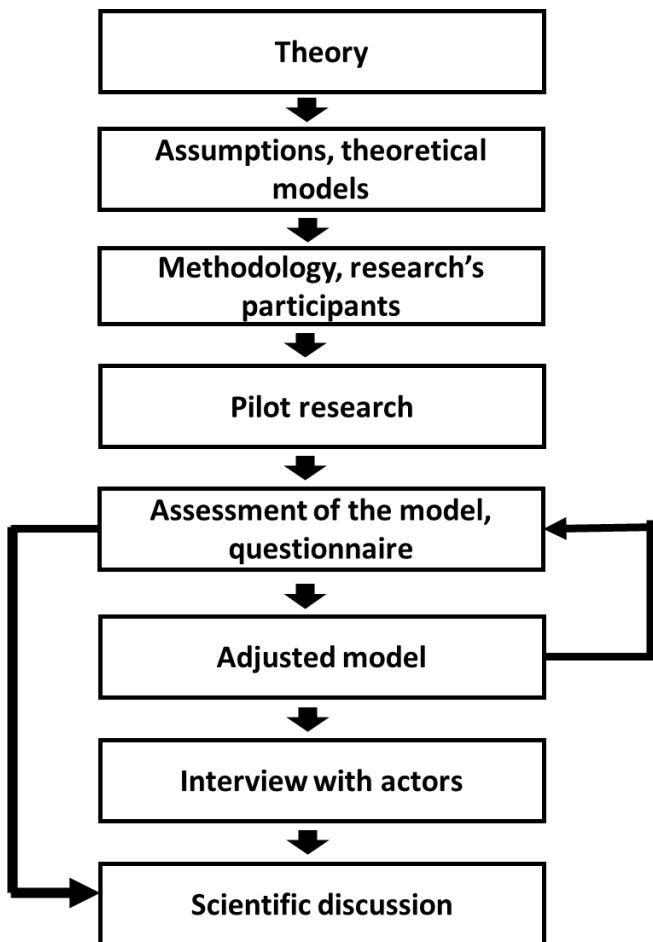 Theory
Assumptions, theoretical
models
Methodology, research’s
participants
Pilot research
Assessment of the model,
questionnaire
Adjusted model
Interview with actors
Scientific discussion